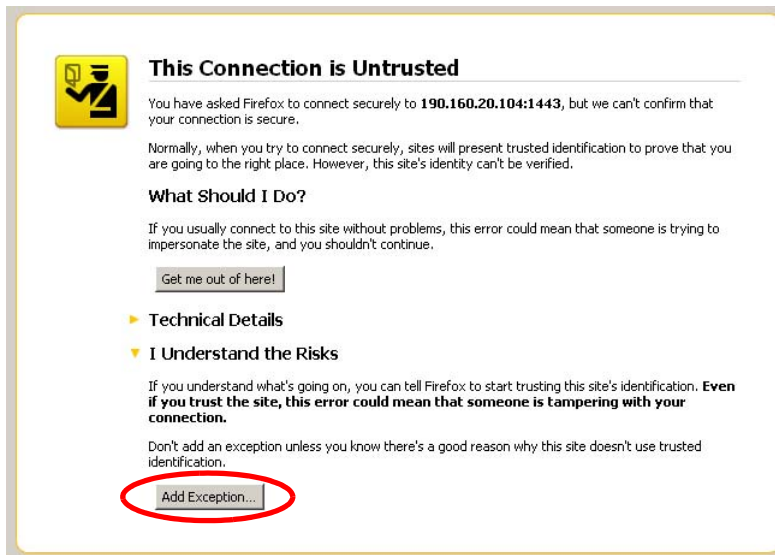 This Connection is Untrusted
You have asked Firefox to connect securely to 190.160.20.104:1443, but we can't confirm that
your connection is secure.
Normally, when you try to connect securely, sites will present trusted identification to prove that you
are going to the right place. However, this site's identity can't be verified.
What Should I Do?
If you usually connect to this site without problems, this error could mean that someone is trying to
impersonate the site, and you shouldn't continue.
Get me out of here!
Technical Details
I Understand the Risks
If you understand what's going on, you can tell Firefox to start trusting this site's identification. Even
if you trust the site, this error could mean that someone is tampering with your
connection.
Don't add an exception unless you know there's a good reason why this site doesn't use trusted
identification.
Add Exception...